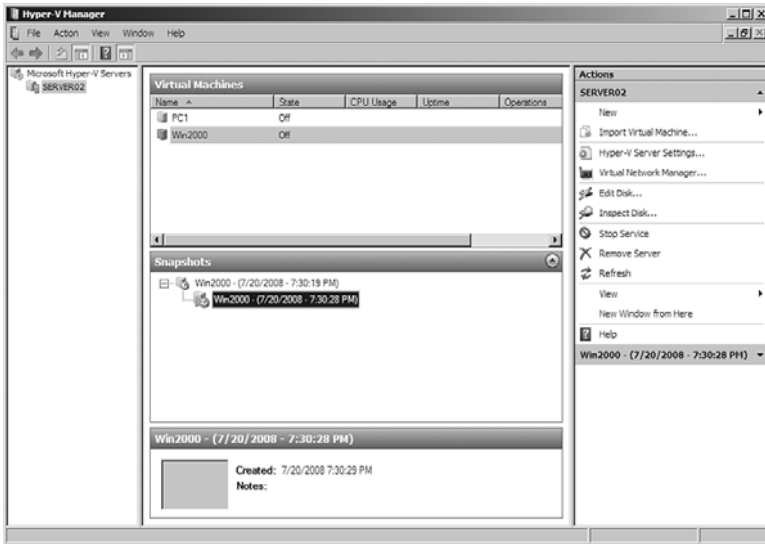 Hyper-V Manager
File Action View Window Help
Microsoft Hyper-V Servers
SERVER02
Virtual Machines
Name State CPU Usage Uptime Operations
PC1 Off
Win2000 Off
Snapshots
Win2000 - (7/20/2008 - 7:30:19 PM)
Win2000 - (7/20/2008 - 7:30:28 PM)
Win2000 - (7/20/2008 - 7:30:28 PM)
Created: 7/20/2008 7:30:29 PM
Notes:
Actions
SERVER02
New
Import Virtual Machine...
Hyper-V Server Settings...
Virtual Network Manager...
Edit Disk...
Inspect Disk...
Stop Service
Remove Server
Refresh
View
New Window from Here
Help
Win2000 - (7/20/2008 - 7:30:28 PM)